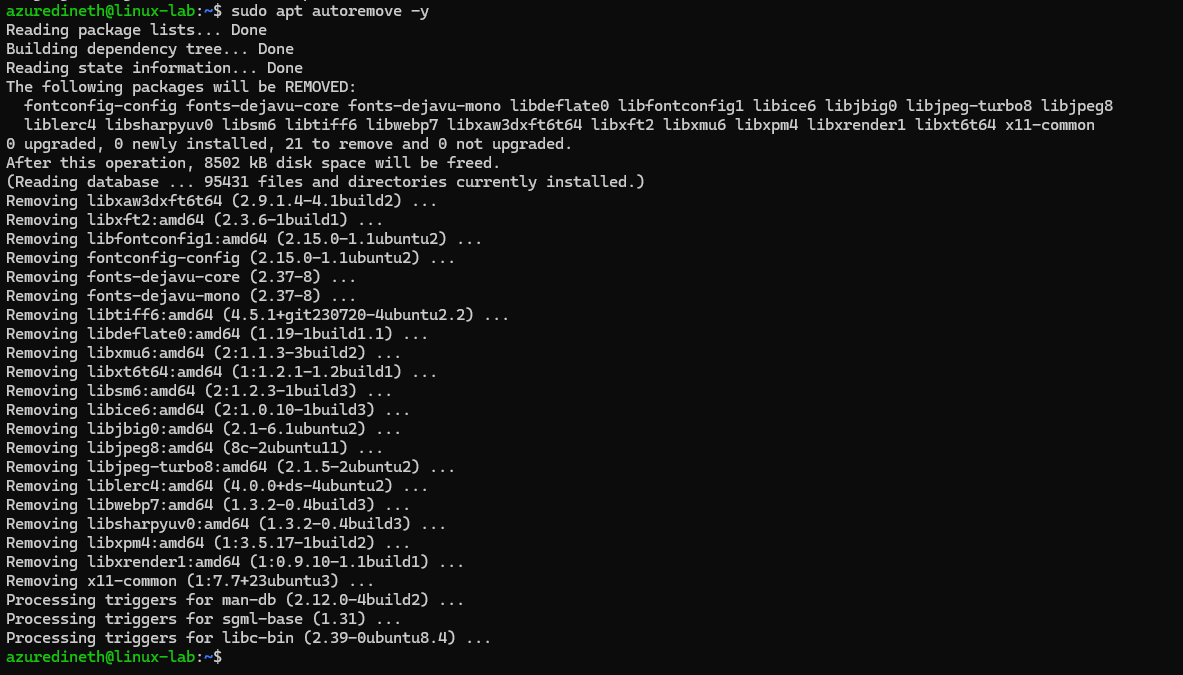 azuredineth@linux-lab:~$ sudo apt autoremove -y
Reading package lists... Done
Building dependency tree... Done
Reading state information... Done
The following packages will be REMOVED:
  fontconfig-config fonts-dejavu-core fonts-dejavu-mono libdeflate0 libfontconfig1 libice6 libjbig0 libjpeg-turbo8 libjpeg8
  liblerc4 libsharpyuv0 libsm6 libtiff6 libwebp7 libxaw3dxft6t64 libxft2 libxmu6 libxpm4 libxrender1 libxt6t64 x11-common
0 upgraded, 0 newly installed, 21 to remove and 0 not upgraded.
After this operation, 8502 kB disk space will be freed.
(Reading database ... 95431 files and directories currently installed.)
Removing libxaw3dxft6t64 (2.9.1.4-4.1build2) ...
Removing libxft2:amd64 (2.3.6-1build1) ...
Removing libfontconfig1:amd64 (2.15.0-1.1ubuntu2) ...
Removing fontconfig-config (2.15.0-1.1ubuntu2) ...
Removing fonts-dejavu-core (2.37-8) ...
Removing fonts-dejavu-mono (2.37-8) ...
Removing libtiff6:amd64 (4.5.1+git230720-4ubuntu2.2) ...
Removing libdeflate0:amd64 (1.19-1build1.1) ...
Removing libxmu6:amd64 (2:1.1.3-3build2) ...
Removing libxt6t64:amd64 (1:1.2.1-1.2build1) ...
Removing libsm6:amd64 (2:1.2.3-1build3) ...
Removing libice6:amd64 (2:1.0.10-1build3) ...
Removing libjbig0:amd64 (2.1-6.1ubuntu2) ...
Removing libjpeg8:amd64 (8c-2ubuntu11) ...
Removing libjpeg-turbo8:amd64 (2.1.5-2ubuntu2) ...
Removing liblerc4:amd64 (4.0.0+ds-4ubuntu2) ...
Removing libwebp7:amd64 (1.3.2-0.4build3) ...
Removing libsharpyuv0:amd64 (1.3.2-0.4build3) ...
Removing libxpm4:amd64 (1:3.5.17-1build2) ...
Removing libxrender1:amd64 (1:0.9.10-1.1build1) ...
Removing x11-common (1:7.7+23ubuntu3) ...
Processing triggers for man-db (2.12.0-4build2) ...
Processing triggers for sgml-base (1.31) ...
Processing triggers for libc-bin (2.39-0ubuntu8.4) ...
azuredineth@linux-lab:~$